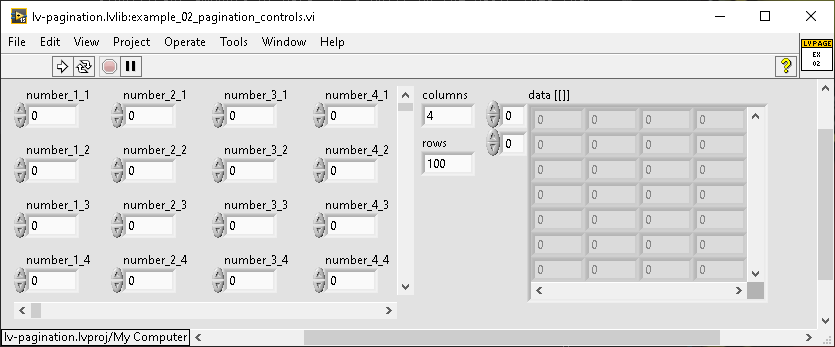 lv-pagination.lvlib:example_02_pagination_controls.vi
File Edit View Project Operate Tools Window Help
LV PAGE
EX
02
number_1_1 number_2_1 number_3_1 number_4_1 columns data [[]]
0 0 0 0 4 0 0 0 0 0
number_1_2 number_2_2 number_3_2 number_4_2 rows 0 0 0 0 0
0 0 0 0 100 0 0 0 0
0 0 0 0
number_1_3 number_2_3 number_3_3 number_4_3
0 0 0 0 0 0 0 0
0 0 0 0
number_1_4 number_2_4 number_3_4 number_4_4
0 0 0 0 0 0 0 0
lv-pagination.lvproj/My Computer